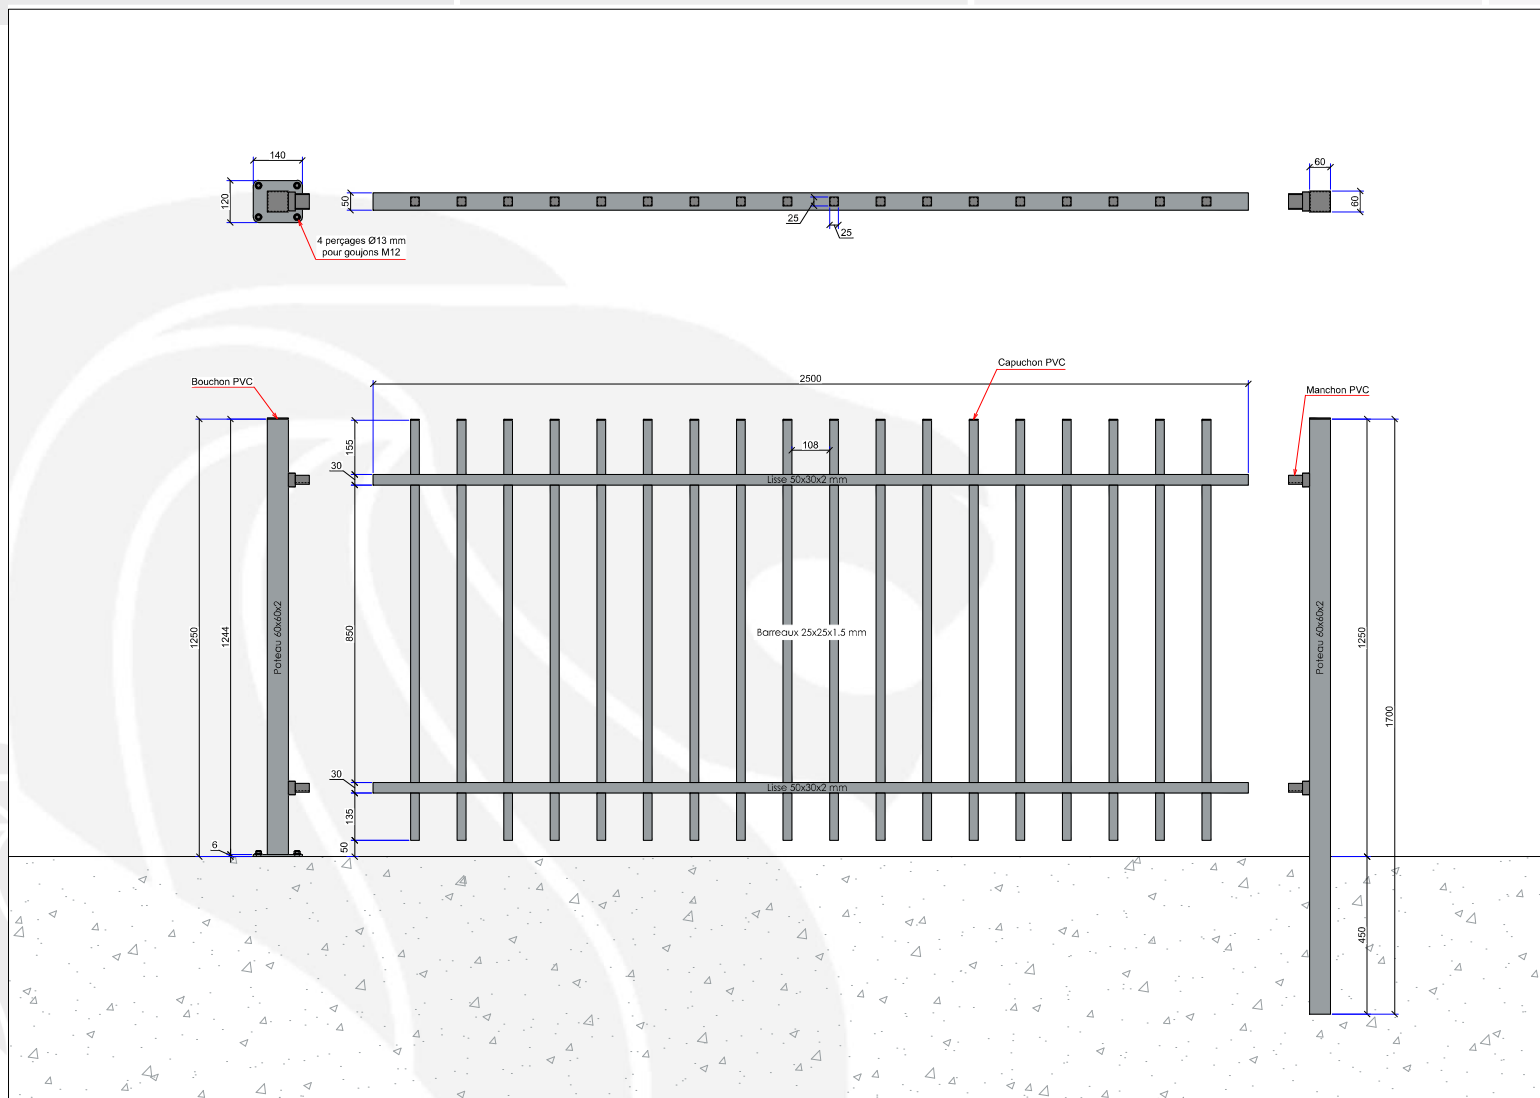 140
120
4 perçages Ø13 mm
pour goujons M12
50
25
25
60
60
Bouchon PVC
2500
Capuchon PVC
Manchon PVC
155
108
30
Lisse 50x30x2 mm
1250
1244
Poteau 60x60x2
850
Barreaux 25x25x1.5 mm
Poteau 60x60x2
1250
1700
30
Lisse 50x30x2 mm
135
6
50
450